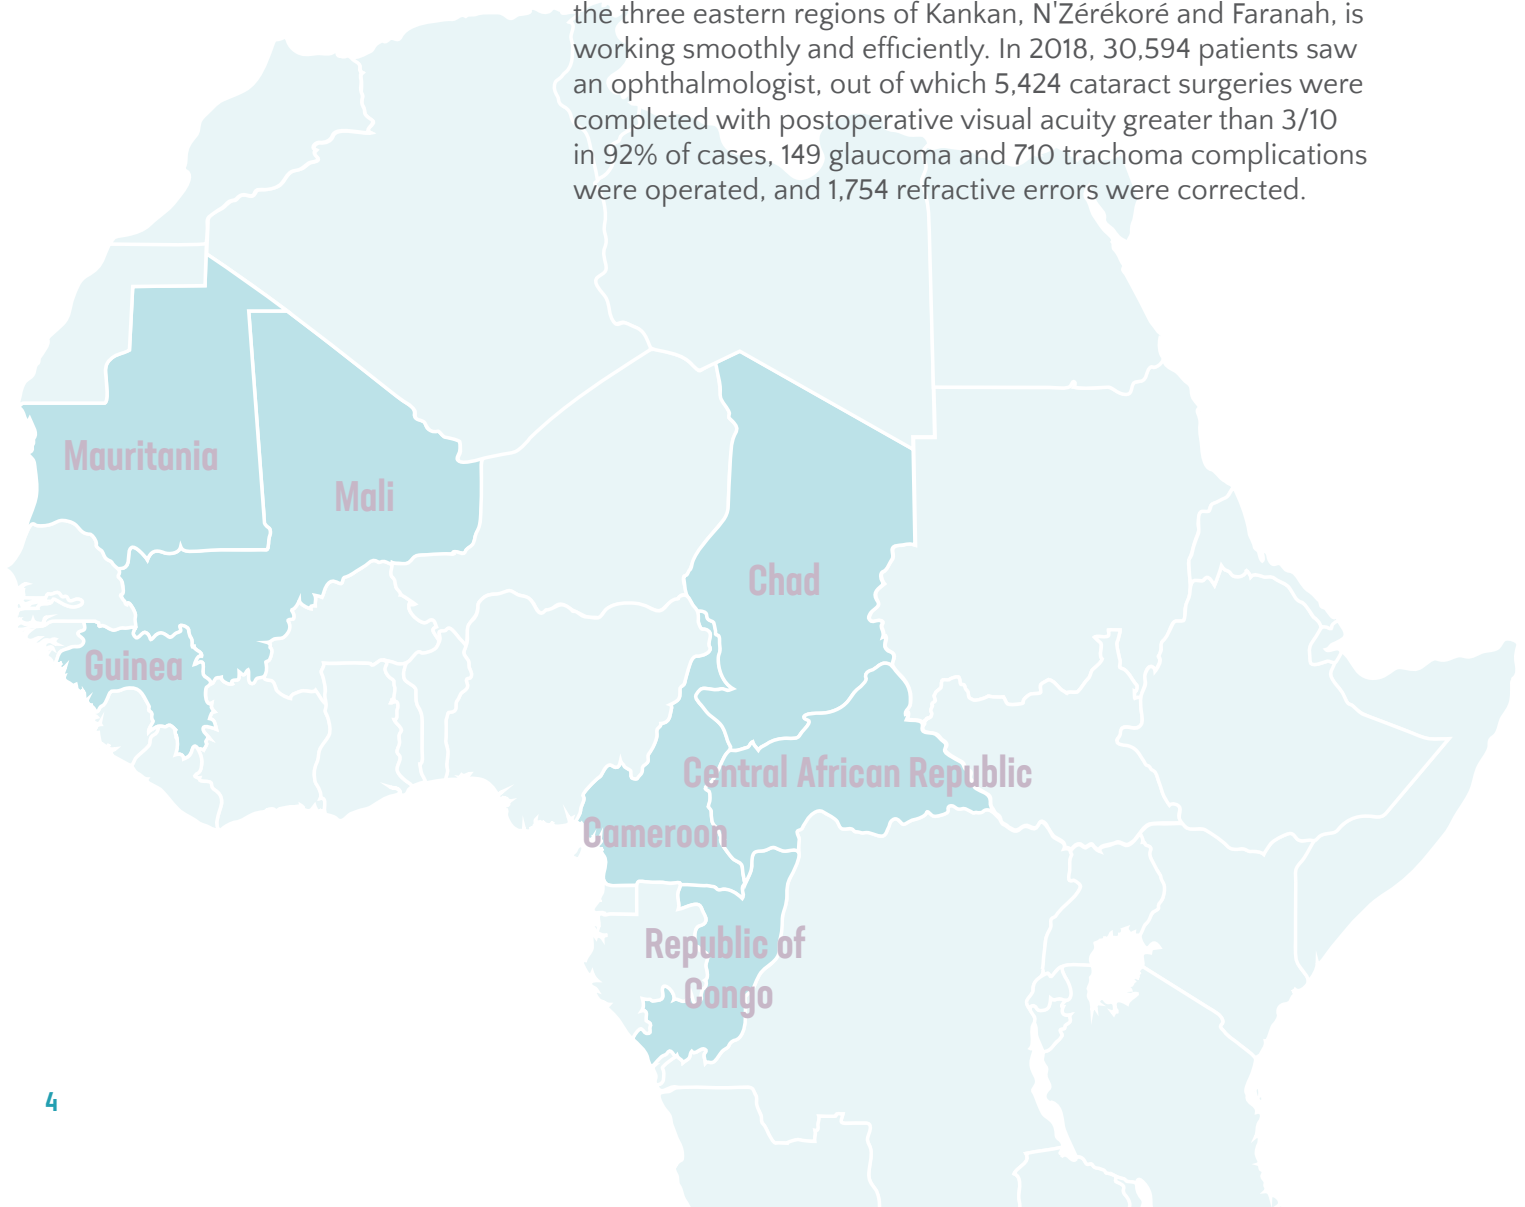 the three eastern regions of Kankan, N'Zérékoré and Faranah, is
working smoothly and efficiently. In 2018, 30,594 patients saw
an ophthalmologist, out of which 5,424 cataract surgeries were
completed with postoperative visual acuity greater than 3/10
in 92% of cases, 149 glaucoma and 710 trachoma complications
were operated, and 1,754 refractive errors were corrected.
Mauritania
Mali
Chad
Guinea
Central African Republic
Cameroon
Republic of
Congo
4